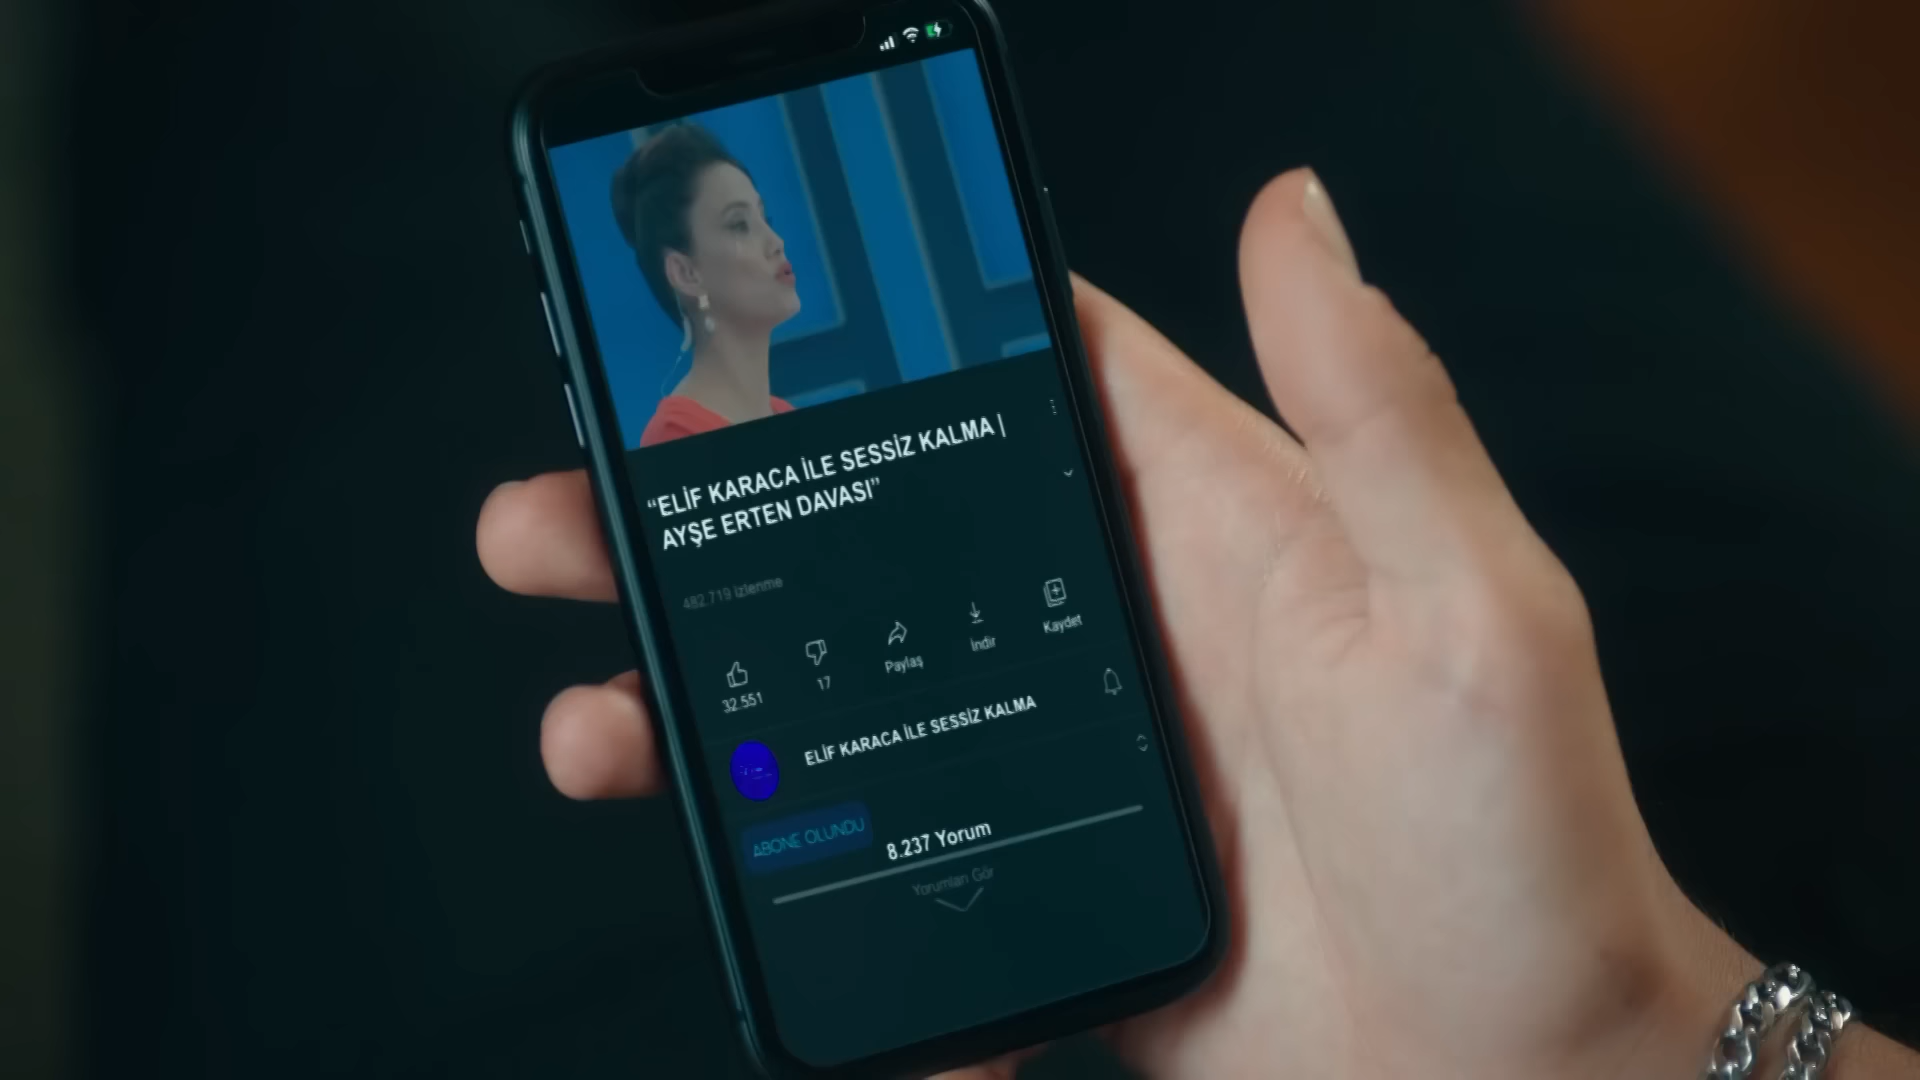 “ELİF KARACA İLE SESSİZ KALMA |
AYŞE ERTEN DAVASI”
482.719 izlenme
32.551
17
Paylaş
İndir
Kaydet
ELİF KARACA İLE SESSİZ KALMA
ABONE OLUNDU
8.237 Yorum
Yorumları Gör